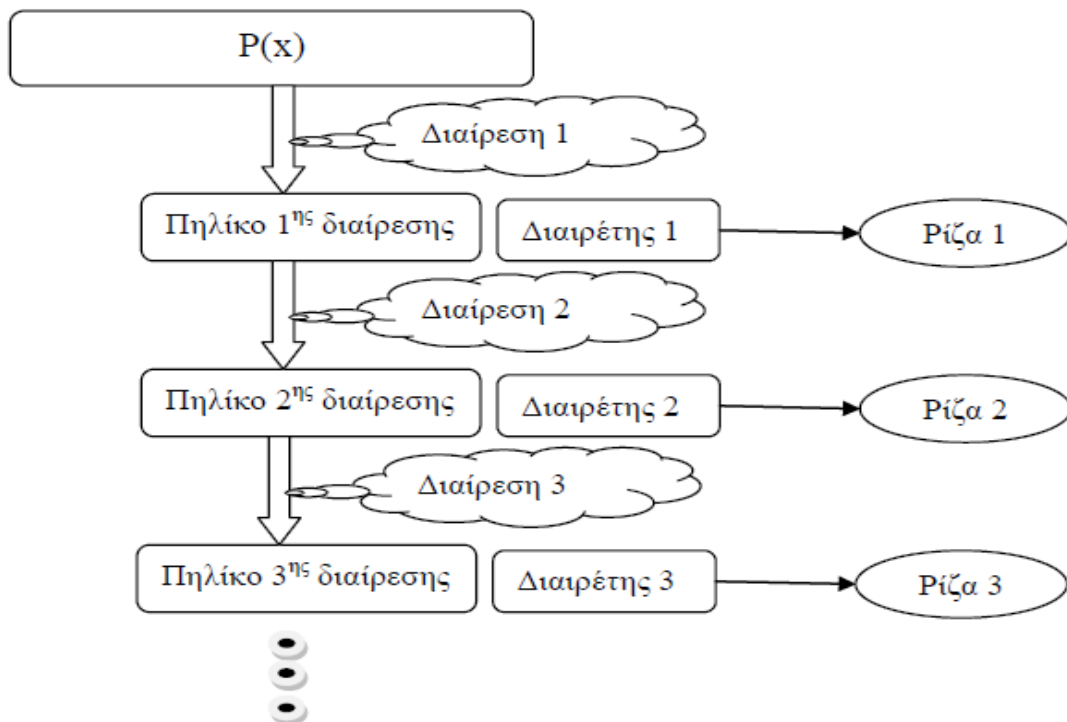 P(x)
Διαίρεση 1
Πηλίκο 1ης διαίρεσης
Διαιρέτης 1
Ρίζα 1
Διαίρεση 2
Πηλίκο 2ης διαίρεσης
Διαιρέτης 2
Ρίζα 2
Διαίρεση 3
Πηλίκο 3ης διαίρεσης
Διαιρέτης 3
Ρίζα 3